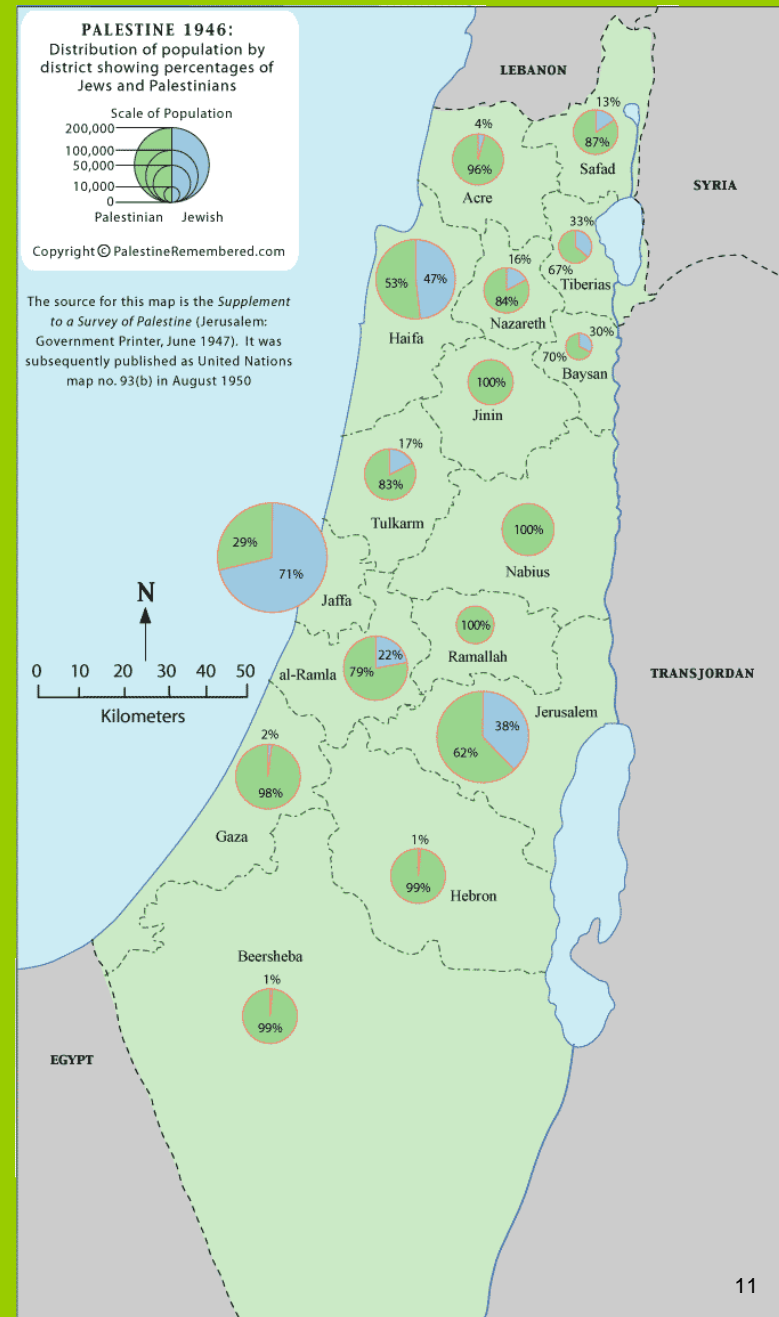 PALESTINE 1946:
Distribution of population by
district showing percentages of
Jews and Palestinians
Scale of Population
200,000
100,000
50,000
10,000
0
Palestinian Jewish
Copyright © PalestineRemembered.com
The source for this map is the Supplement
to a Survey of Palestine (Jerusalem:
Government Printer, June 1947). It was
subsequently published as United Nations
map no. 93(b) in August 1950
LEBANON
SYRIA
4%
96%
Acre
13%
87%
Safad
33%
67%
Tiberias
53% 47%
Haifa
16%
84%
Nazareth
30%
70%
Baysan
100%
Jinin
17%
83%
Tulkarm
100%
Nabius
29%
71%
Jaffa
N
0 10 20 30 40 50
Kilometers
100%
Ramallah
22%
79%
al-Ramla
TRANSJORDAN
Jerusalem
38%
62%
2%
98%
Gaza
1%
99%
Hebron
Beersheba
1%
99%
EGYPT
11